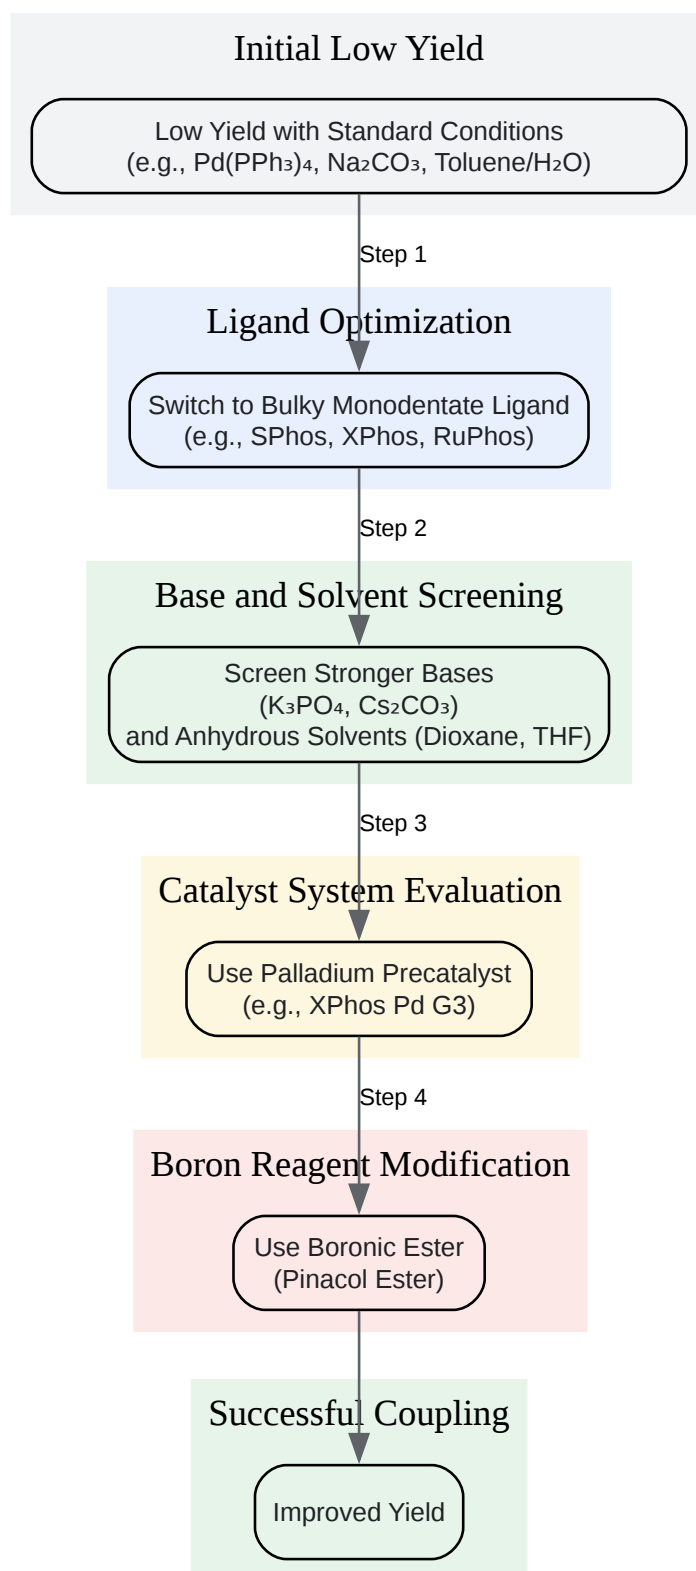 Initial Low Yield
Low Yield with Standard Conditions
(e.g., Pd(PPh₃)₄, Na₂CO₃, Toluene/H₂O)
Step 1
Ligand Optimization
Switch to Bulky Monodentate Ligand
(e.g., SPhos, XPhos, RuPhos)
Step 2
Base and Solvent Screening
Screen Stronger Bases
(K₃PO₄, Cs₂CO₃)
and Anhydrous Solvents (Dioxane, THF)
Step 3
Catalyst System Evaluation
Use Palladium Precatalyst
(e.g., XPhos Pd G3)
Step 4
Boron Reagent Modification
Use Boronic Ester
(Pinacol Ester)
Successful Coupling
Improved Yield